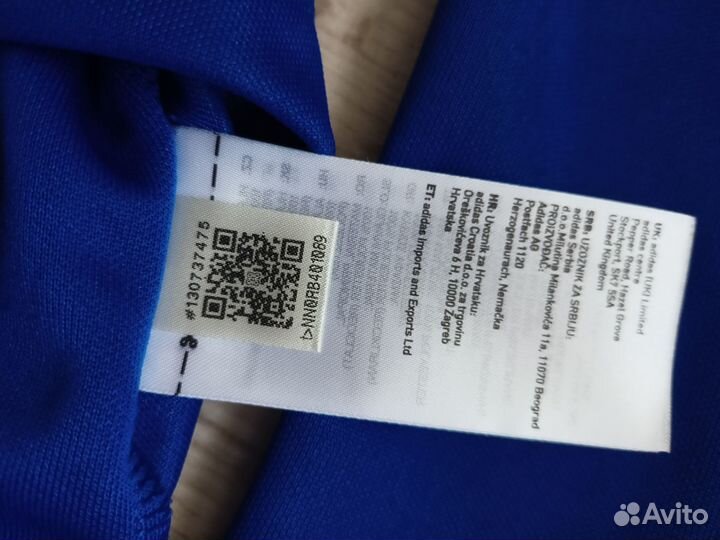 UK: adidas (UK) Limited
adidas centre
Pepper Road, Hazel Grove
Stockport, SK7 5SA
United Kingdom
SRB: UZOZNIK ZA SRBIJU:
adidas Serbia
d.o.o Milutina Milankovića 11a, 11070 Beograd
PROIZVOĐAČ:
Adidas AG
Postfach 1120
Herzogenaurach, Nemačka
HR: Uvoznik za Hrvatsku:
adidas Croatia d.o.o. za trgovinu
Oreškovićeva 6 H, 10000 Zagreb
Hrvatska
ET: adidas Imports and Exports Ltd
#130737475
NNQRB401089
Avito